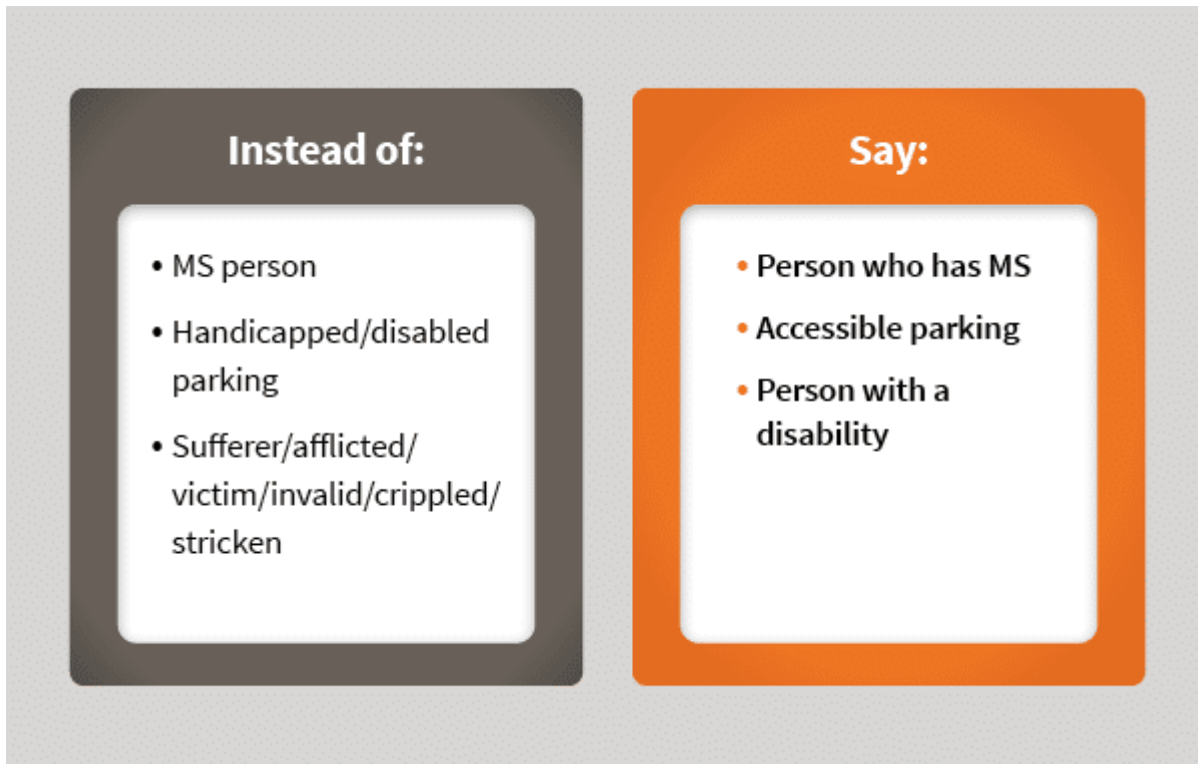 Instead of:
• MS person
• Handicapped/disabled
parking
• Sufferer/afflicted/
victim/invalid/crippled/
stricken
Say:
• Person who has MS
• Accessible parking
• Person with a
disability